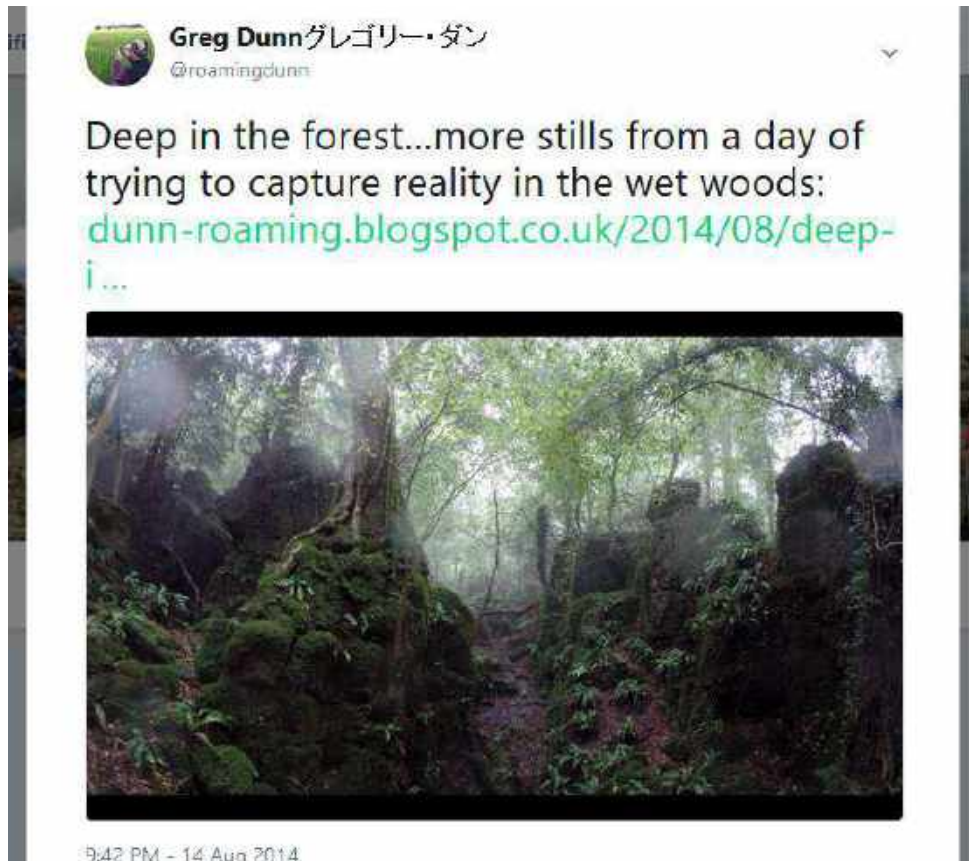 Greg Dunnグレゴリー・ダン
@roamingdunn
Deep in the forest...more stills from a day of
trying to capture reality in the wet woods:
dunn-roaming.blogspot.co.uk/2014/08/deep-
i ...
9:42 PM - 14 Aug 2014